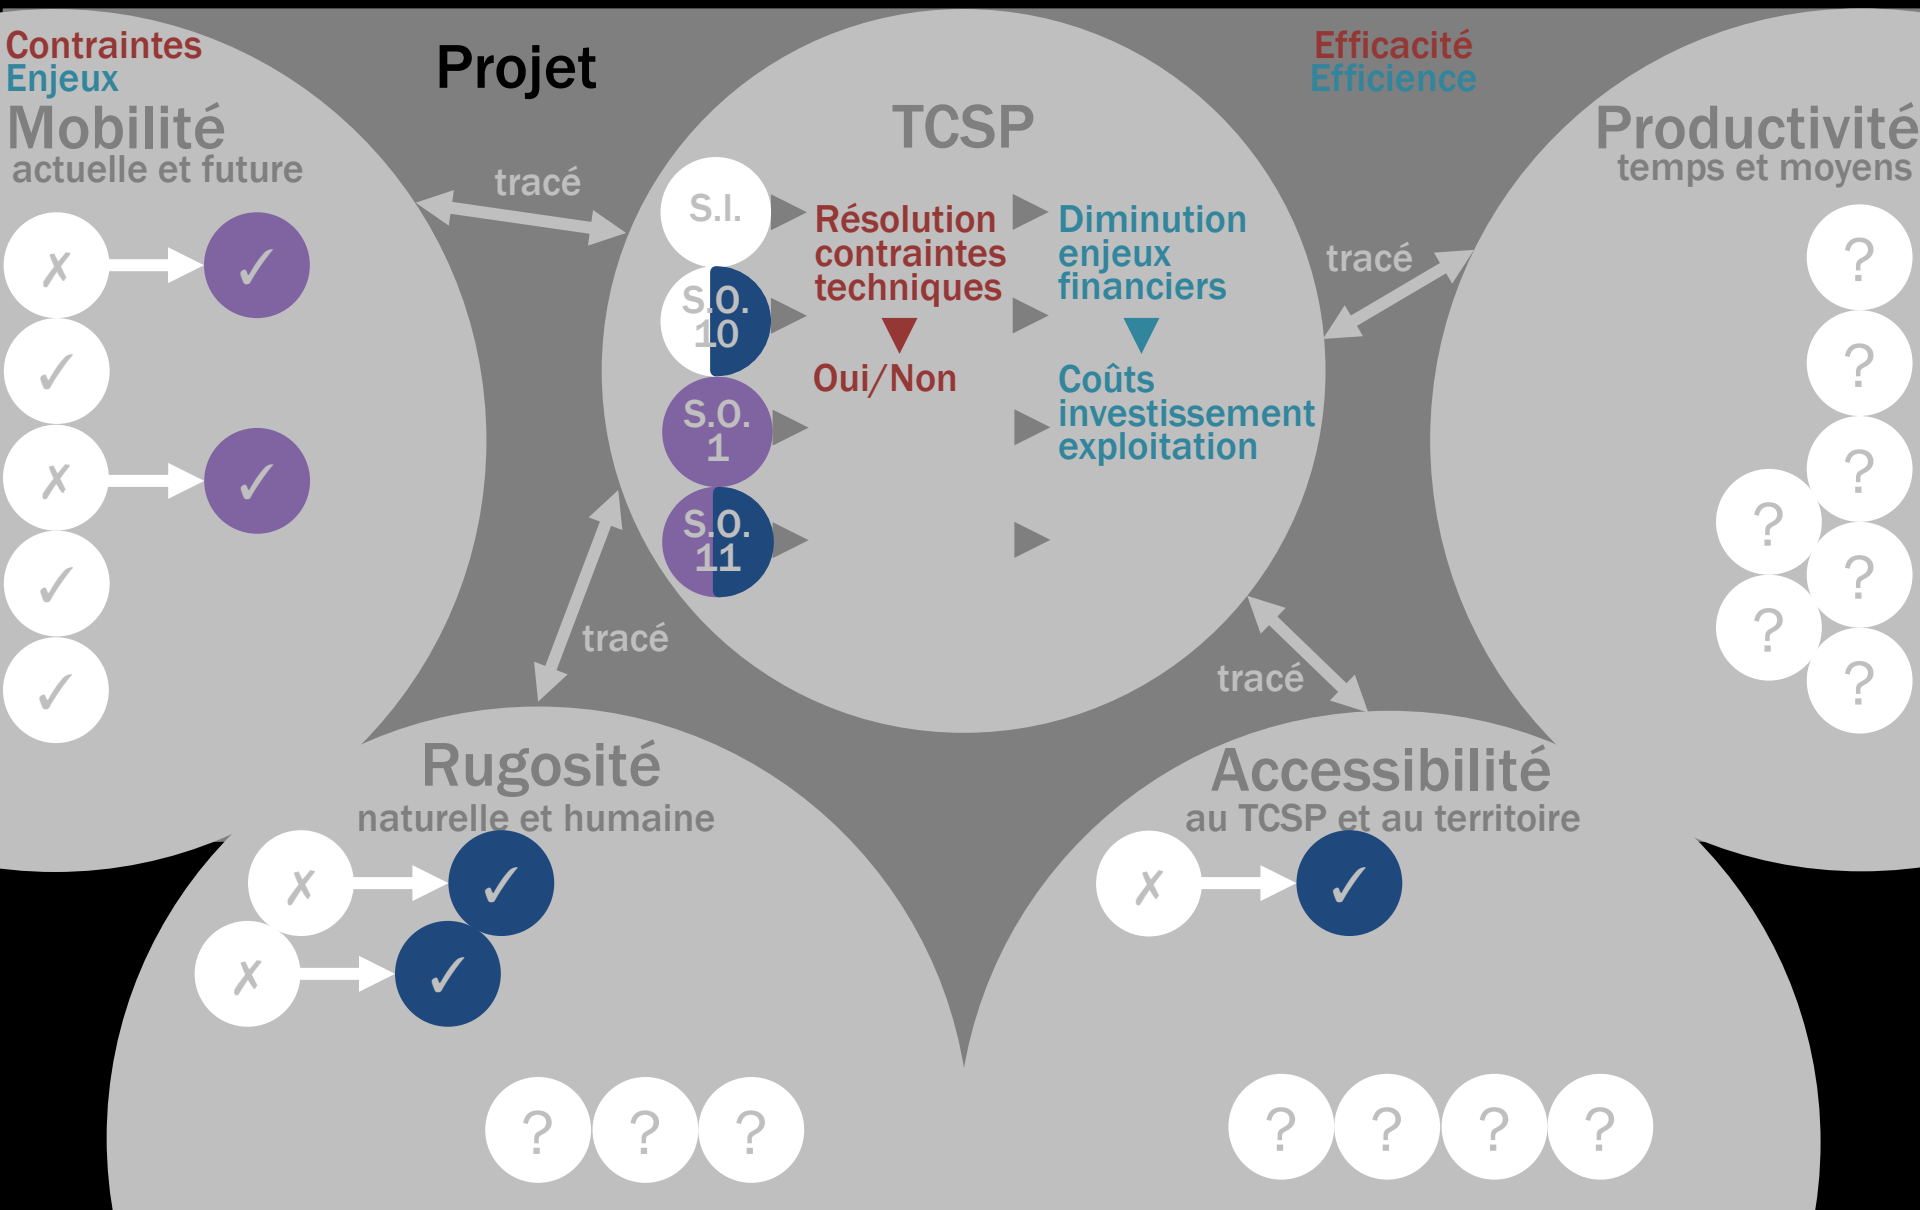 Contraintes
Enjeux
Mobilité
actuelle et future
✗ ✓
✓
✗ ✓
✓
✓
Projet
tracé
TCSP
S.I.
S.O.
10
S.O.
1
S.O.
11
Résolution
contraintes
techniques
Oui/Non
Diminution
enjeux
financiers
Coûts
investissement
exploitation
Efficacité
Efficience
tracé
Productivité
temps et moyens
?
?
?
?
?
?
?
tracé
tracé
Rugosité
naturelle et humaine
✗ ✓
✗ ✓
? ? ?
Accessibilité
au TCSP et au territoire
✗ ✓
? ? ? ?